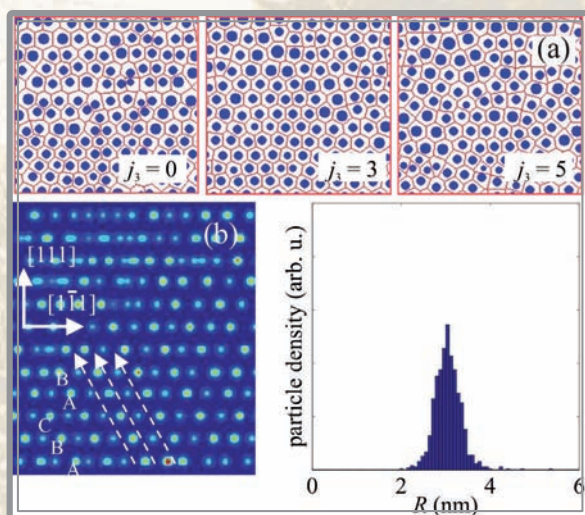 (a)
j₃ = 0
j₃ = 3
j₃ = 5
(b)
[111]
[11̄1]
B
A
C
B
A
particle density (arb. u.)
0 2 4 6
R (nm)